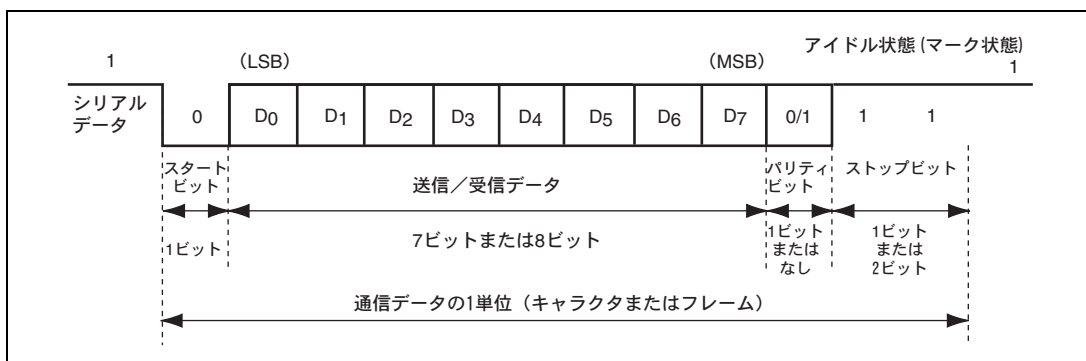 アイドル状態 (マーク状態)
1 (LSB) (MSB) 1
シリアル
データ
0 D0 D1 D2 D3 D4 D5 D6 D7 0/1 1 1
スタート
ビット
送信／受信データ
パリティ
ビット
ストップビット
1ビット
7ビットまたは8ビット
1ビット
または
なし
1ビット
または
2ビット
通信データの1単位（キャラクタまたはフレーム）